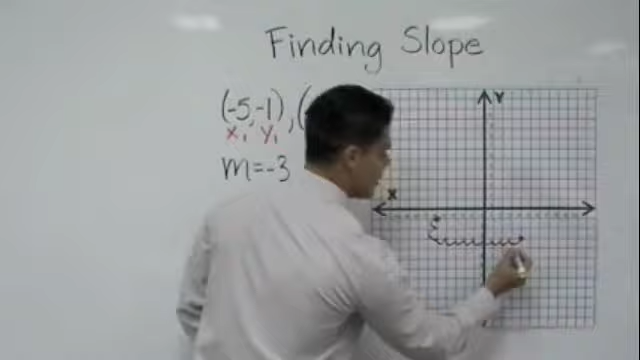 Finding Slope
(-5,-1),(
X₁ Y₁
m=-3
Y
X